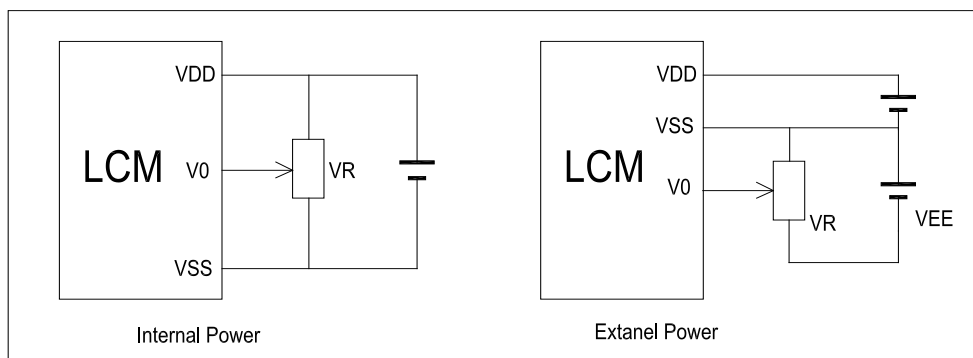 VDD
LCM
V0
VR
VSS
Internal Power
VDD
VSS
LCM
V0
VR
VEE
Extanel Power